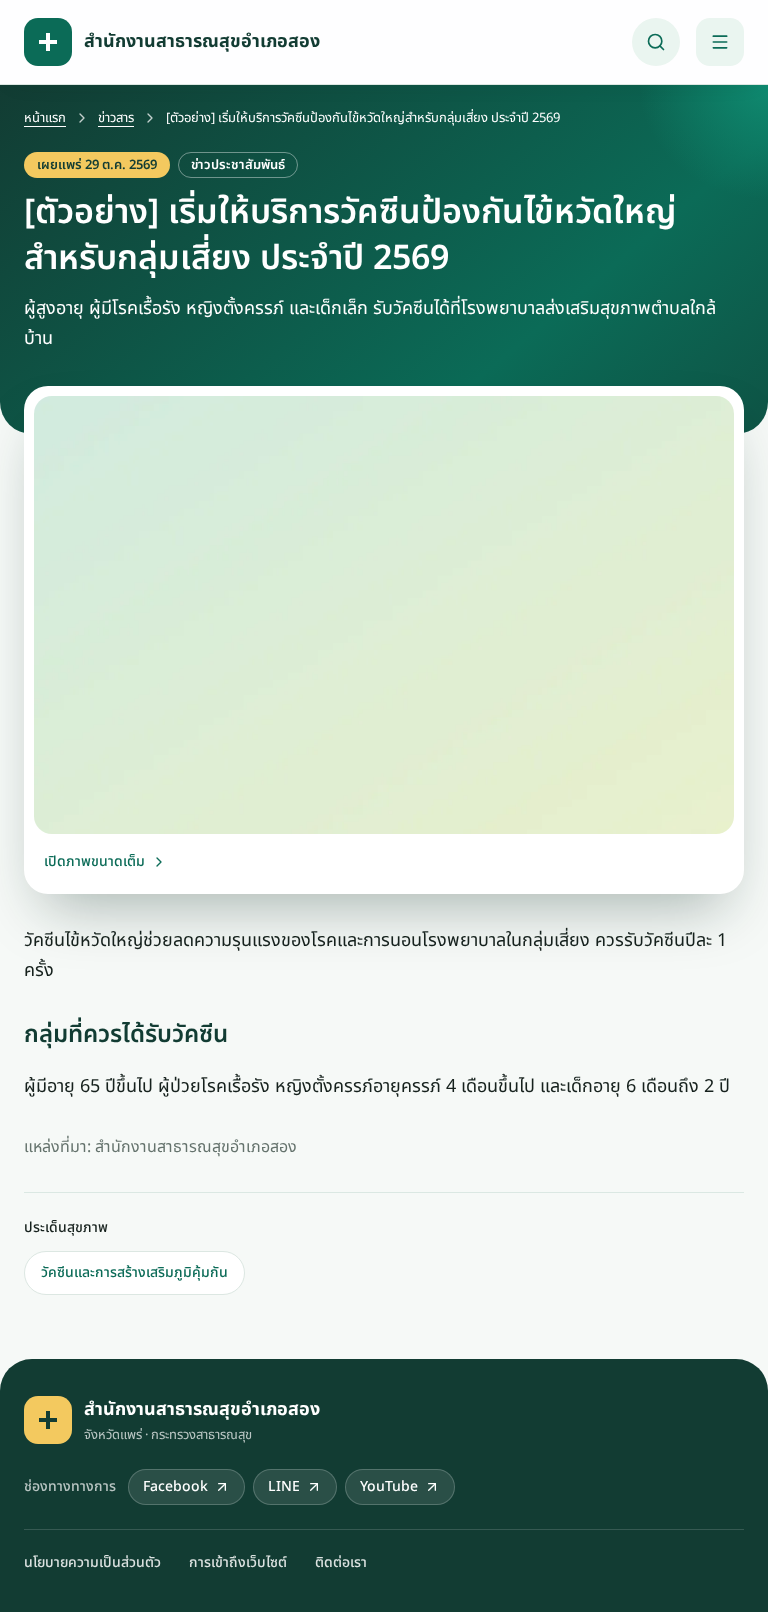 สำนักงานสาธารณสุขอำเภอสอง
หน้าแรก > ข่าวสาร > [ตัวอย่าง] เริ่มให้บริการวัคซีนป้องกันไข้หวัดใหญ่สำหรับกลุ่มเสี่ยง ประจำปี 2569
เผยแพร่ 29 ต.ค. 2569 ข่าวประชาสัมพันธ์
[ตัวอย่าง] เริ่มให้บริการวัคซีนป้องกันไข้หวัดใหญ่
สำหรับกลุ่มเสี่ยง ประจำปี 2569
ผู้สูงอายุ ผู้มีโรคเรื้อรัง หญิงตั้งครรภ์ และเด็กเล็ก รับวัคซีนได้ที่โรงพยาบาลส่งเสริมสุขภาพตำบลใกล้
บ้าน
เปิดภาพขนาดเต็ม
วัคซีนไข้หวัดใหญ่ช่วยลดความรุนแรงของโรคและการนอนโรงพยาบาลในกลุ่มเสี่ยง ควรรับวัคซีนปีละ 1
ครั้ง
กลุ่มที่ควรได้รับวัคซีน
ผู้มีอายุ 65 ปีขึ้นไป ผู้ป่วยโรคเรื้อรัง หญิงตั้งครรภ์อายุครรภ์ 4 เดือนขึ้นไป และเด็กอายุ 6 เดือนถึง 2 ปี
แหล่งที่มา: สำนักงานสาธารณสุขอำเภอสอง
ประเด็นสุขภาพ
วัคซีนและการสร้างเสริมภูมิคุ้มกัน
สำนักงานสาธารณสุขอำเภอสอง
จังหวัดแพร่ · กระทรวงสาธารณสุข
ช่องทางทางการ Facebook LINE YouTube
นโยบายความเป็นส่วนตัว การเข้าถึงเว็บไซต์ ติดต่อเรา